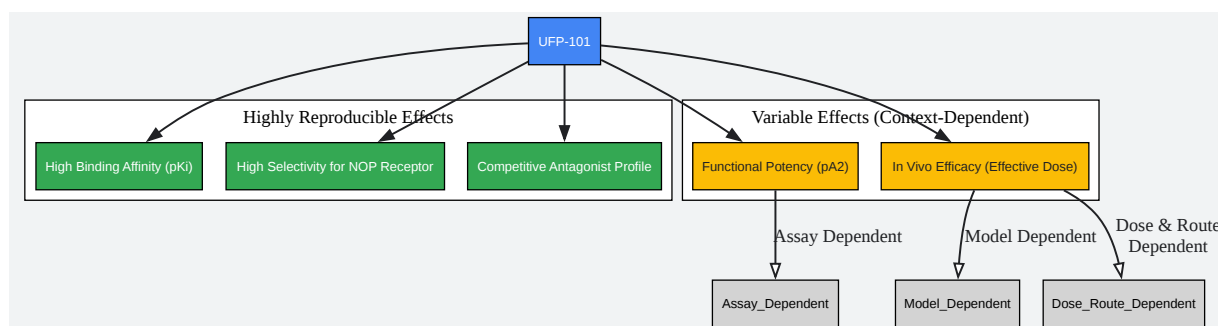 UFP-101
Highly Reproducible Effects
Variable Effects (Context-Dependent)
High Binding Affinity (pKi)
High Selectivity for NOP Receptor
Competitive Antagonist Profile
Functional Potency (pA2)
In Vivo Efficacy (Effective Dose)
Assay Dependent
Model Dependent
Dose & Route
Dependent
Assay_Dependent
Model_Dependent
Dose_Route_Dependent